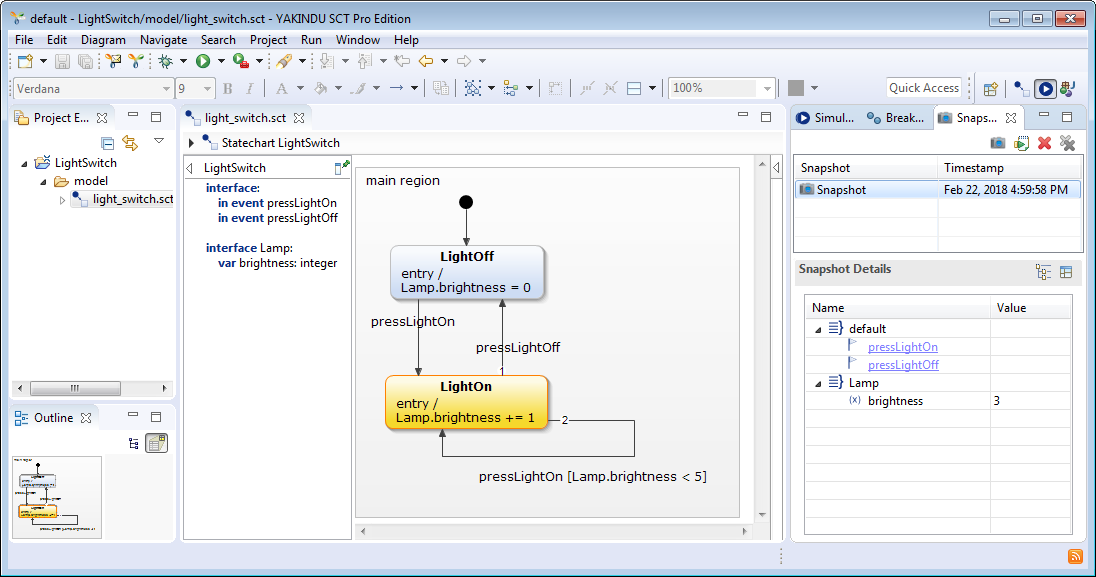 default - LightSwitch/model/light_switch.sct - YAKINDU SCT Pro Edition
File Edit Diagram Navigate Search Project Run Window Help
Verdana 9 B I A 100% Quick Access
Project E...
LightSwitch
model
light_switch.sct
Outline
light_switch.sct
Statechart LightSwitch
LightSwitch
interface:
in event pressLightOn
in event pressLightOff
interface Lamp:
var brightness: integer
main region
LightOff
entry /
Lamp.brightness = 0
pressLightOn
pressLightOff
1
LightOn
entry /
Lamp.brightness += 1
2
pressLightOn [Lamp.brightness < 5]
Simul... Break... Snaps...
Snapshot Timestamp
Snapshot Feb 22, 2018 4:59:58 PM
Snapshot Details
Name Value
default
pressLightOn
pressLightOff
Lamp
(x) brightness 3